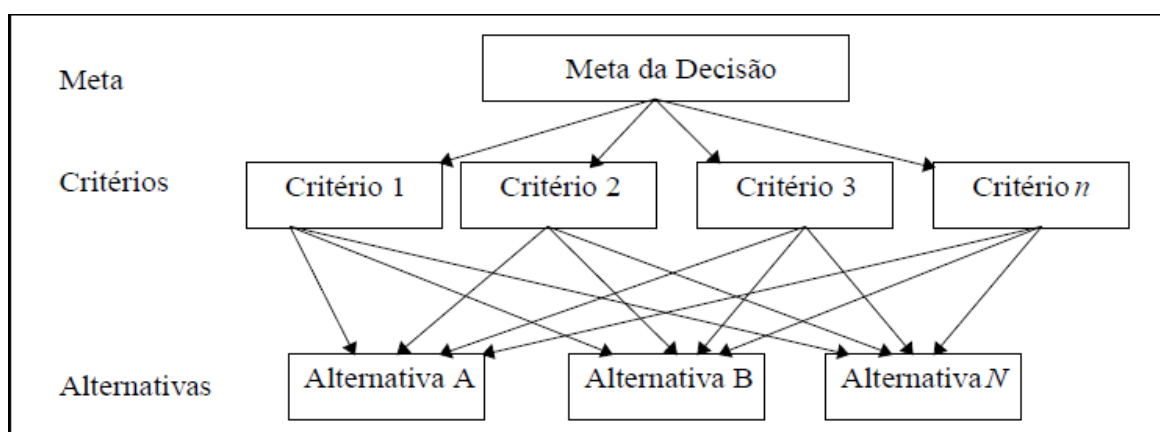 Meta
Meta da Decisão
Critérios
Critério 1
Critério 2
Critério 3
Critério n
Alternativas
Alternativa A
Alternativa B
Alternativa N